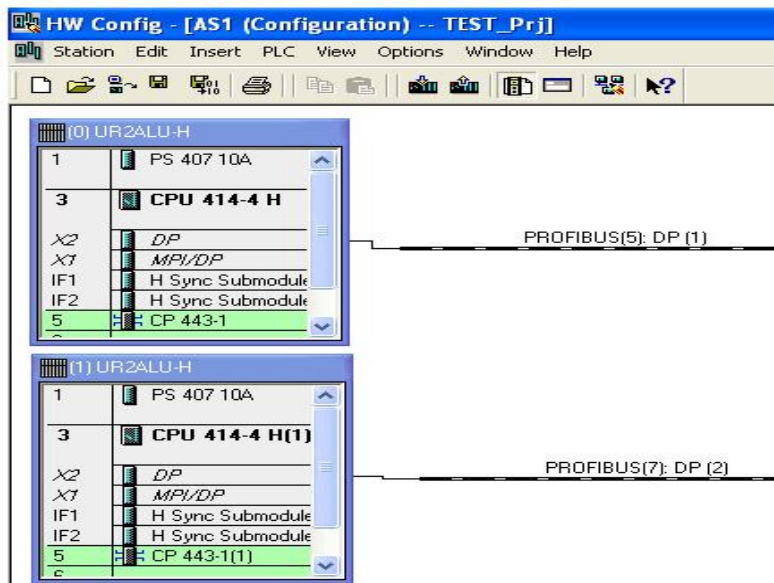 HW Config - [AS1 (Configuration) -- TEST_Prj]
Station Edit Insert PLC View Options Window Help
(0) UR2ALU-H
1 PS 407 10A
3 CPU 414-4 H
X2 DP
X1 MPI/DP
IF1 H Sync Submodule
IF2 H Sync Submodule
5 CP 443-1
PROFIBUS(5): DP (1)
(1) UR2ALU-H
1 PS 407 10A
3 CPU 414-4 H(1)
X2 DP
X1 MPI/DP
IF1 H Sync Submodule
IF2 H Sync Submodule
5 CP 443-1(1)
PROFIBUS(7): DP (2)